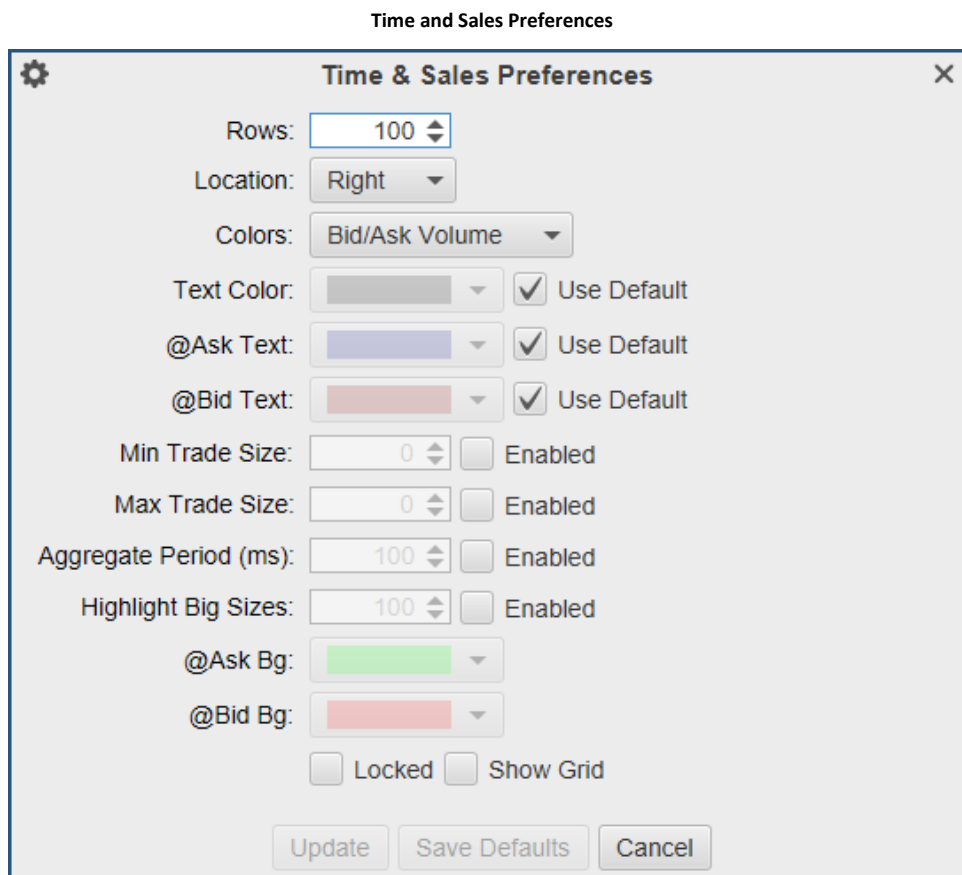 Time and Sales Preferences
Time & Sales Preferences
Rows: 100
Location: Right
Colors: Bid/Ask Volume
Text Color: Use Default
@Ask Text: Use Default
@Bid Text: Use Default
Min Trade Size: 0 Enabled
Max Trade Size: 0 Enabled
Aggregate Period (ms): 100 Enabled
Highlight Big Sizes: 100 Enabled
@Ask Bg:
@Bid Bg:
Locked Show Grid
Update Save Defaults Cancel